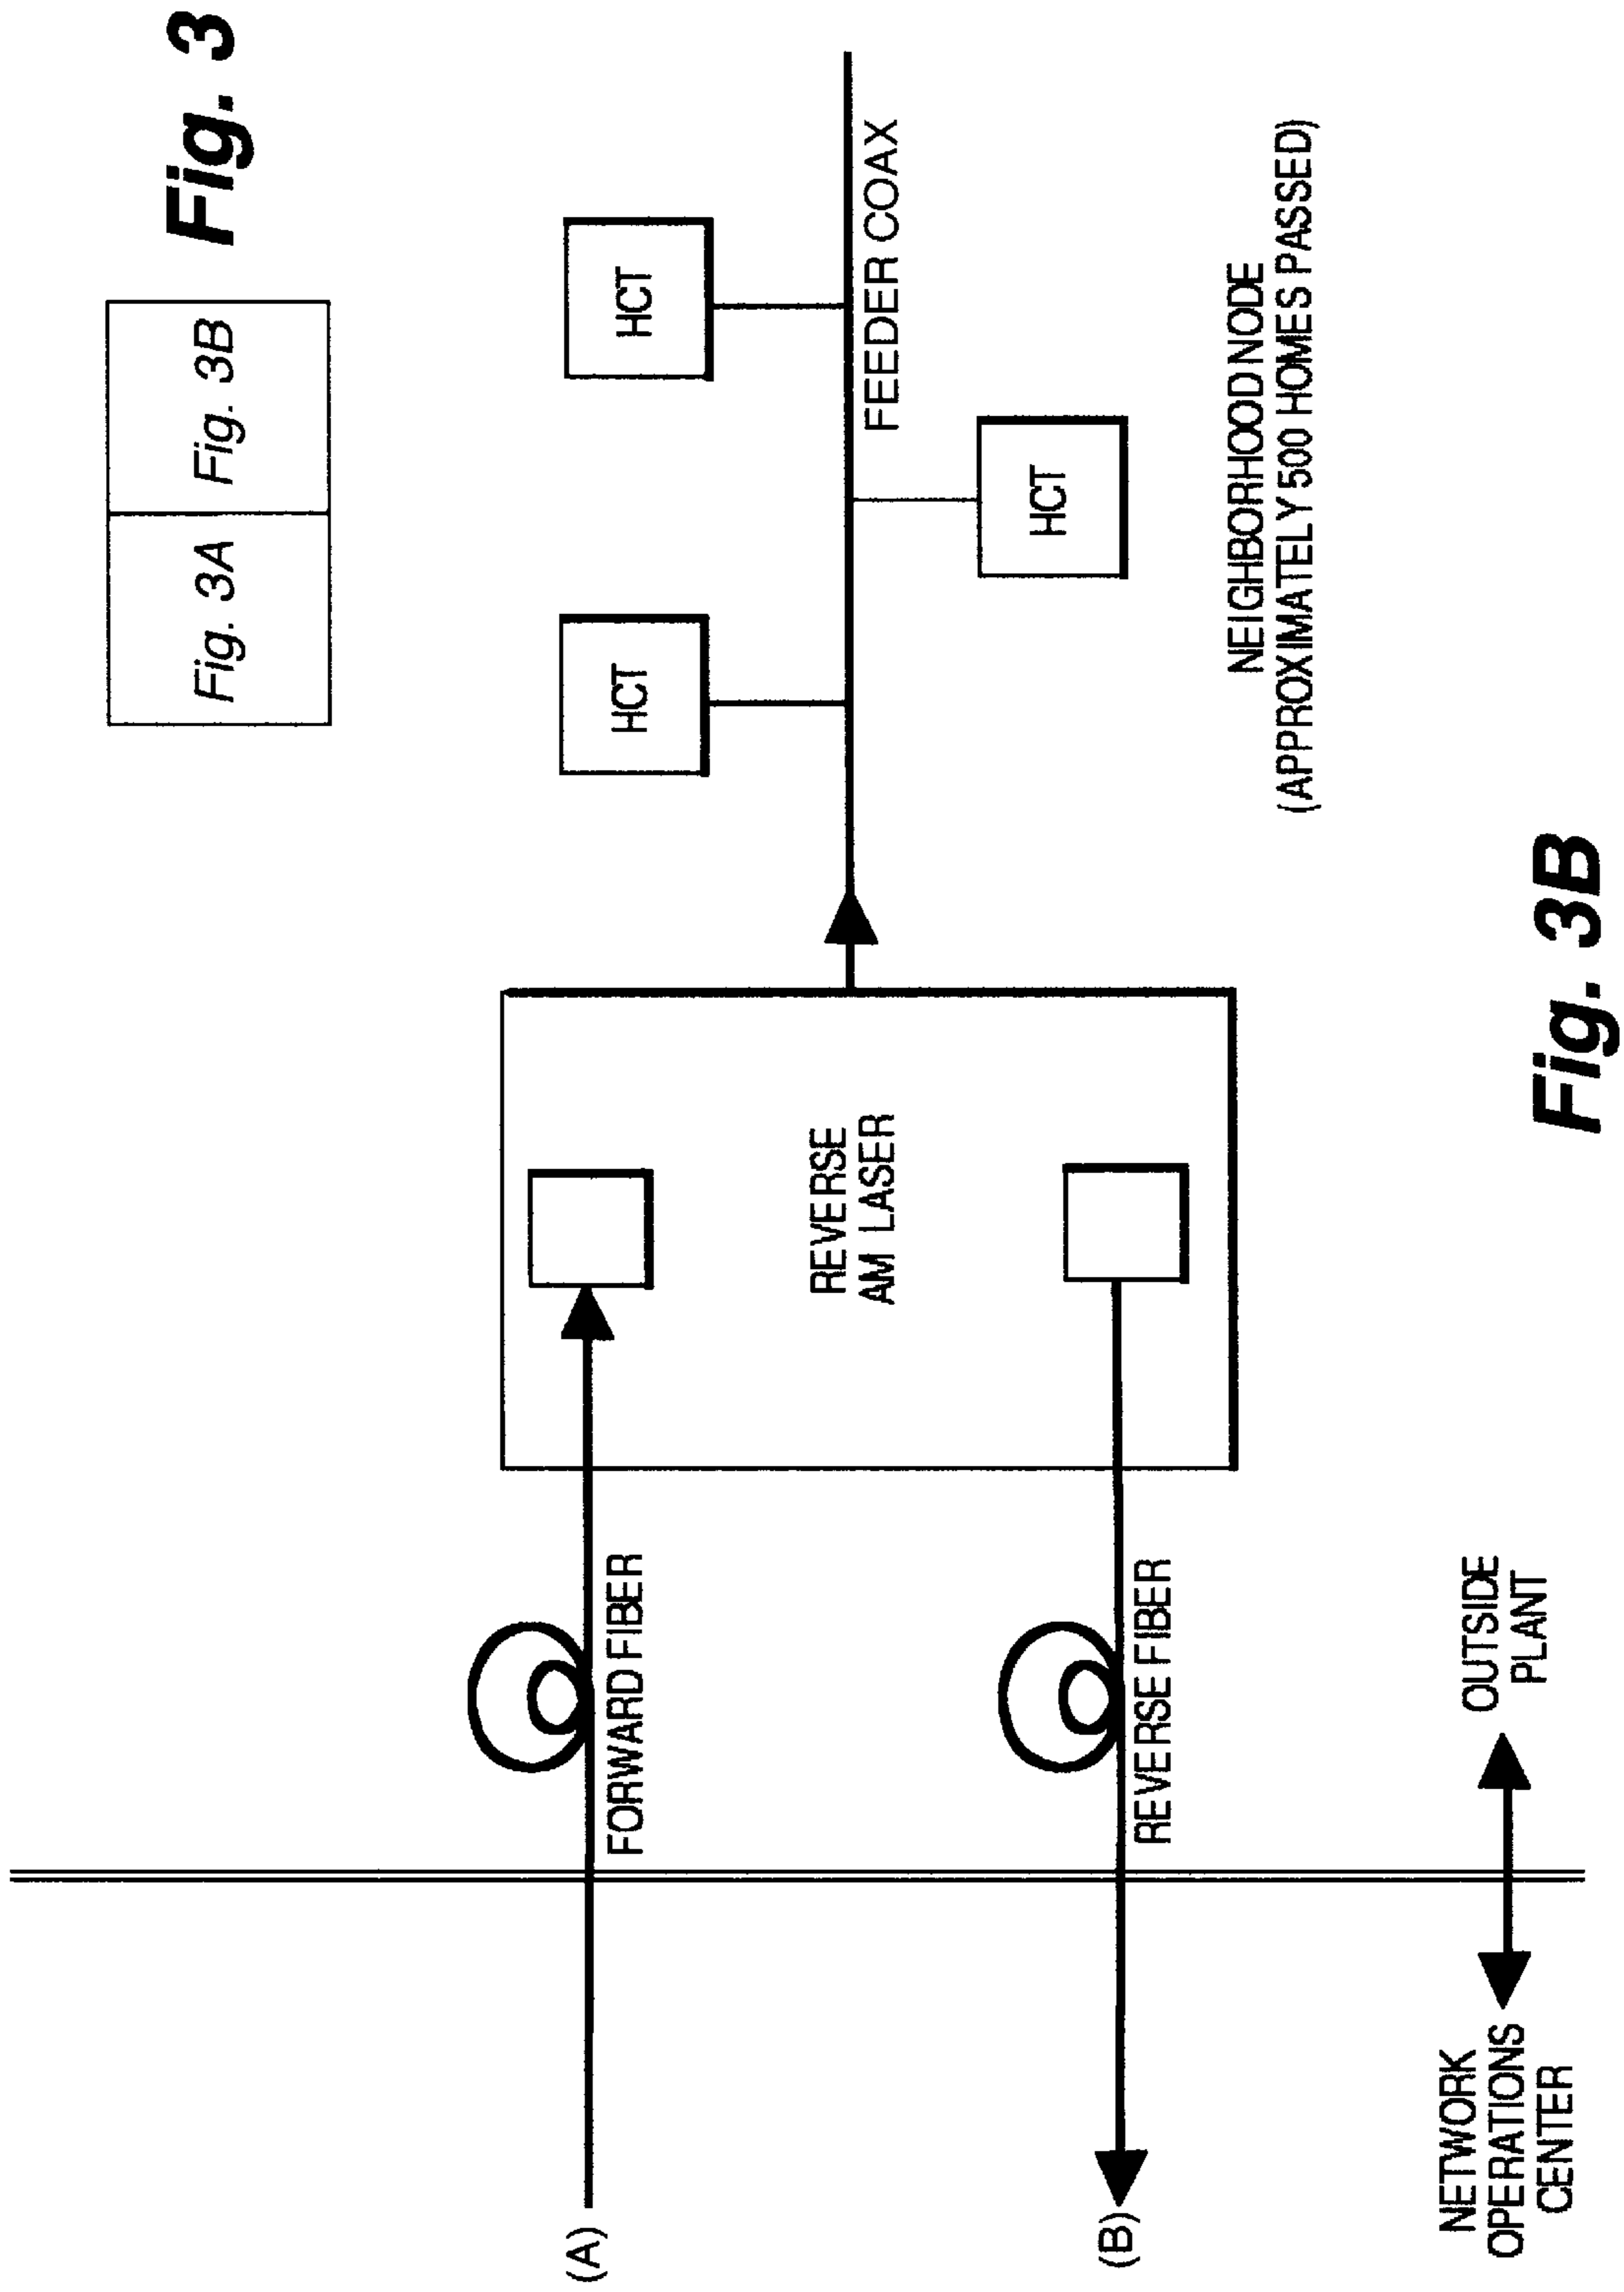 Fig. 3A
Fig. 3B
Fig. 3
HCT
HCT
FEEDER COAX
HCT
(A)
FORWARD FIBER
REVERSE
AM LASER
NEIGHBORHOOD NODE
(APPROXIMATELY 500 HOMES PASSED)
(B)
REVERSE FIBER
NETWORK
OPERATIONS
CENTER
OUTSIDE
PLANT
Fig. 3B